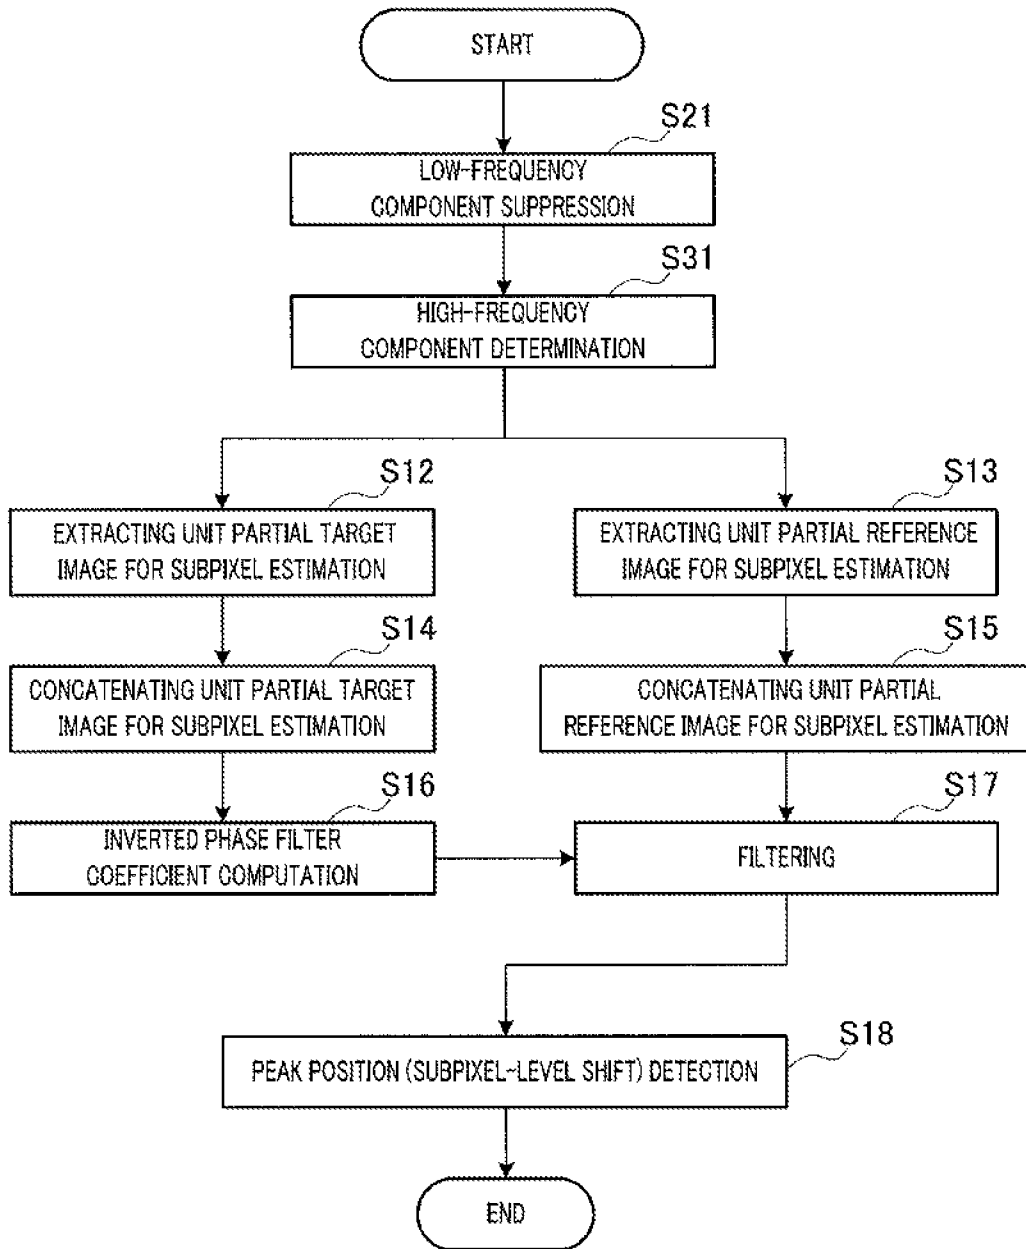 START
S21
LOW-FREQUENCY
COMPONENT SUPPRESSION
S31
HIGH-FREQUENCY
COMPONENT DETERMINATION
S12
EXTRACTING UNIT PARTIAL TARGET
IMAGE FOR SUBPIXEL ESTIMATION
S13
EXTRACTING UNIT PARTIAL REFERENCE
IMAGE FOR SUBPIXEL ESTIMATION
S14
CONCATENATING UNIT PARTIAL TARGET
IMAGE FOR SUBPIXEL ESTIMATION
S15
CONCATENATING UNIT PARTIAL
REFERENCE IMAGE FOR SUBPIXEL ESTIMATION
S16
INVERTED PHASE FILTER
COEFFICIENT COMPUTATION
S17
FILTERING
S18
PEAK POSITION (SUBPIXEL-LEVEL SHIFT) DETECTION
END